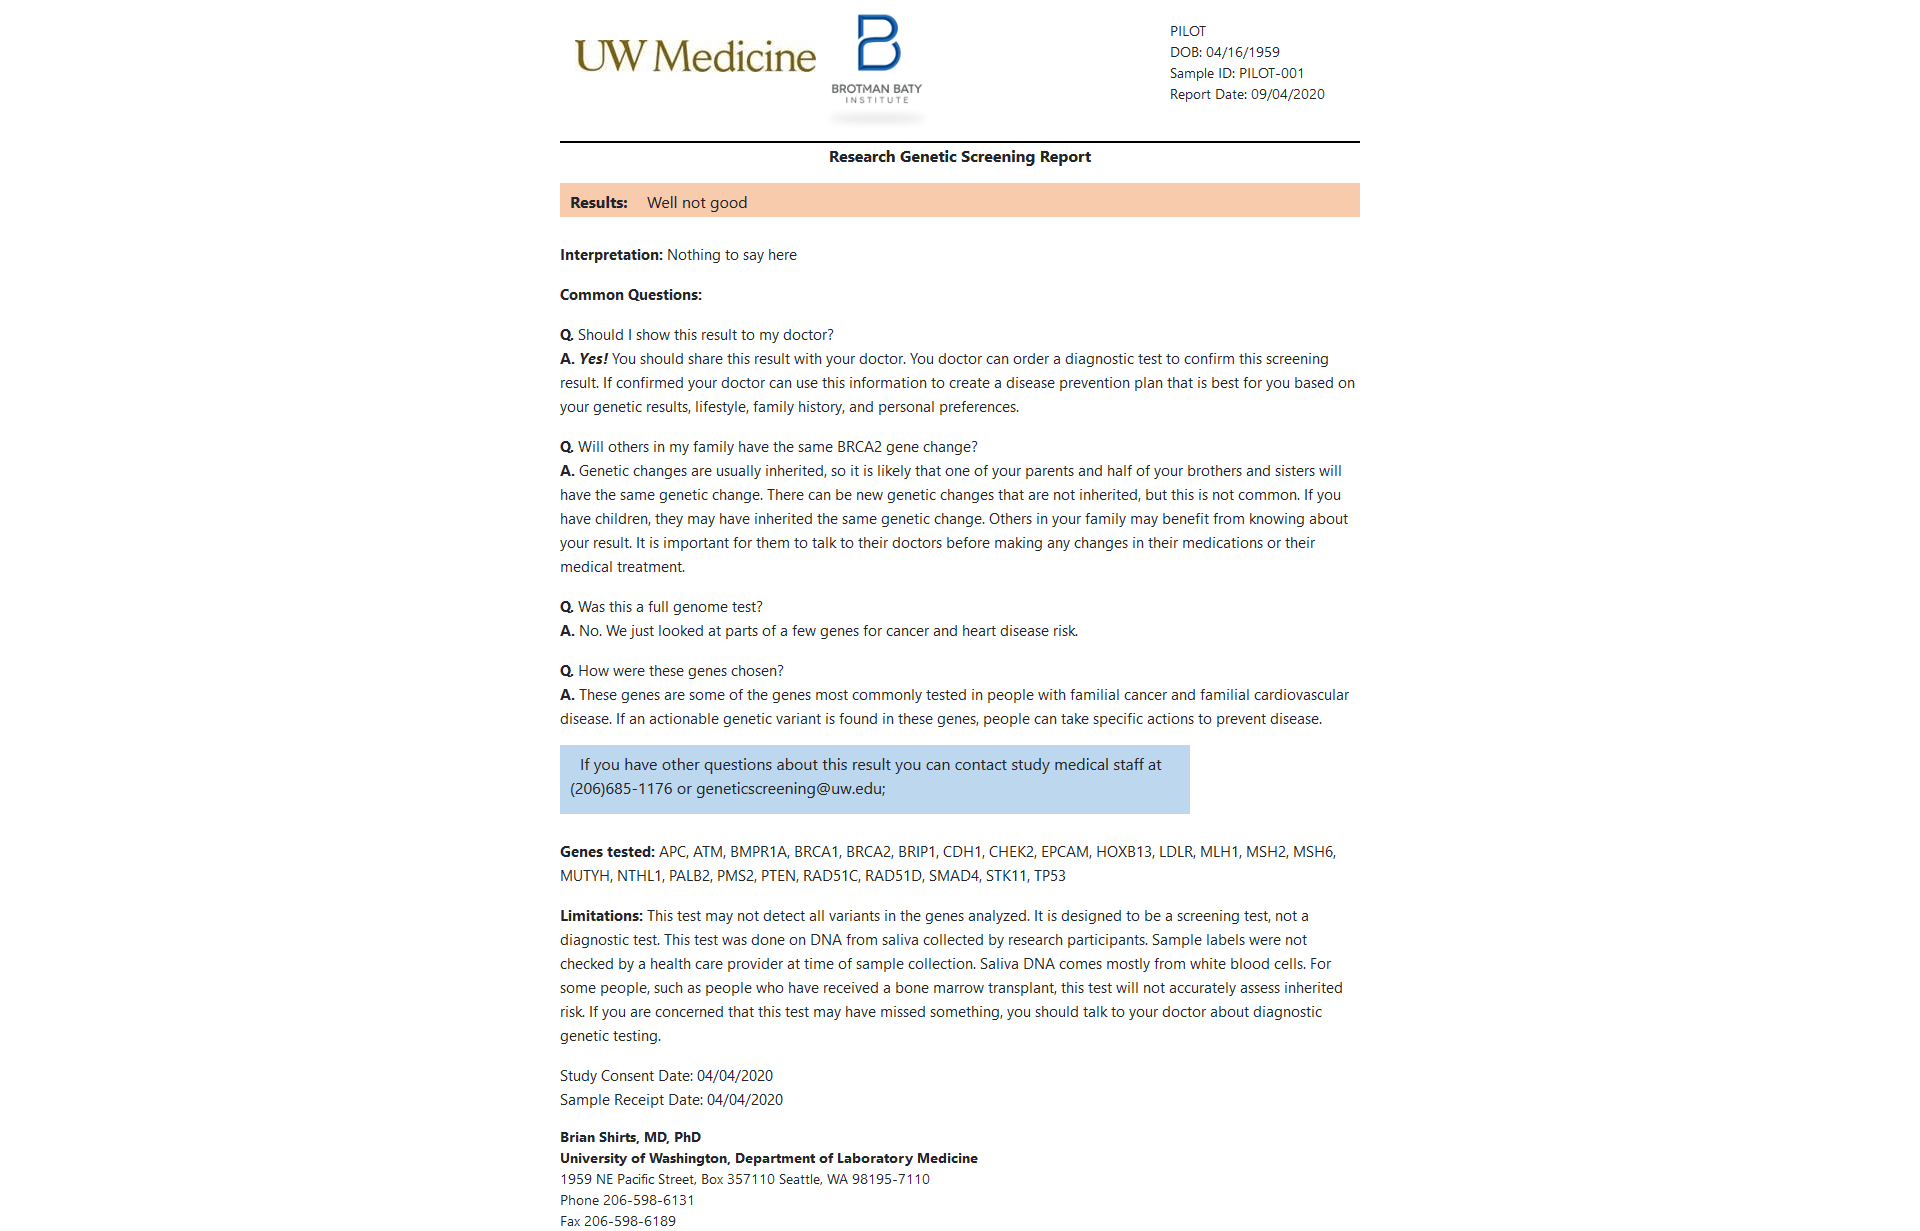 UW Medicine
B
BROTMAN BATY
INSTITUTE
PILOT
DOB: 04/16/1959
Sample ID: PILOT-001
Report Date: 09/04/2020
Research Genetic Screening Report
Results: Well not good
Interpretation: Nothing to say here
Common Questions:
Q. Should I show this result to my doctor?
A. Yes! You should share this result with your doctor. You doctor can order a diagnostic test to confirm this screening
result. If confirmed your doctor can use this information to create a disease prevention plan that is best for you based on
your genetic results, lifestyle, family history, and personal preferences.
Q. Will others in my family have the same BRCA2 gene change?
A. Genetic changes are usually inherited, so it is likely that one of your parents and half of your brothers and sisters will
have the same genetic change. There can be new genetic changes that are not inherited, but this is not common. If you
have children, they may have inherited the same genetic change. Others in your family may benefit from knowing about
your result. It is important for them to talk to their doctors before making any changes in their medications or their
medical treatment.
Q. Was this a full genome test?
A. No. We just looked at parts of a few genes for cancer and heart disease risk.
Q. How were these genes chosen?
A. These genes are some of the genes most commonly tested in people with familial cancer and familial cardiovascular
disease. If an actionable genetic variant is found in these genes, people can take specific actions to prevent disease.
If you have other questions about this result you can contact study medical staff at
(206)685-1176 or geneticscreening@uw.edu;
Genes tested: APC, ATM, BMPR1A, BRCA1, BRCA2, BRIP1, CDH1, CHEK2, EPCAM, HOXB13, LDLR, MLH1, MSH2, MSH6,
MUTYH, NTHL1, PALB2, PMS2, PTEN, RAD51C, RAD51D, SMAD4, STK11, TP53
Limitations: This test may not detect all variants in the genes analyzed. It is designed to be a screening test, not a
diagnostic test. This test was done on DNA from saliva collected by research participants. Sample labels were not
checked by a health care provider at time of sample collection. Saliva DNA comes mostly from white blood cells. For
some people, such as people who have received a bone marrow transplant, this test will not accurately assess inherited
risk. If you are concerned that this test may have missed something, you should talk to your doctor about diagnostic
genetic testing.
Study Consent Date: 04/04/2020
Sample Receipt Date: 04/04/2020
Brian Shirts, MD, PhD
University of Washington, Department of Laboratory Medicine
1959 NE Pacific Street, Box 357110 Seattle, WA 98195-7110
Phone 206-598-6131
Fax 206-598-6189